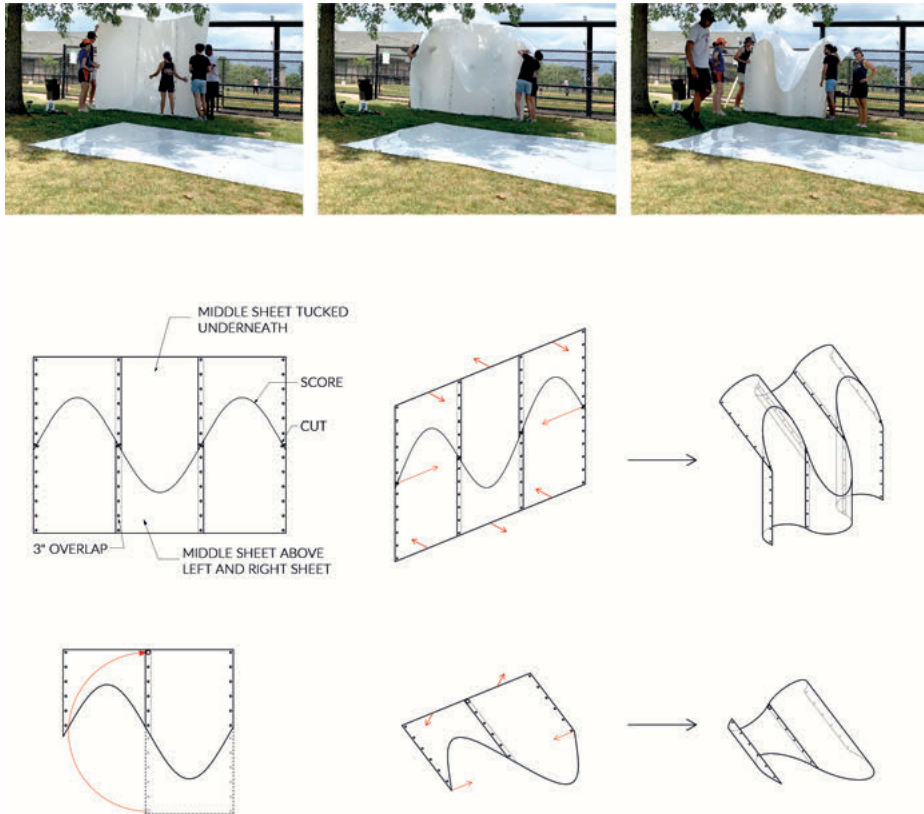 MIDDLE SHEET TUCKED
UNDERNEATH
SCORE
CUT
3" OVERLAP
MIDDLE SHEET ABOVE
LEFT AND RIGHT SHEET